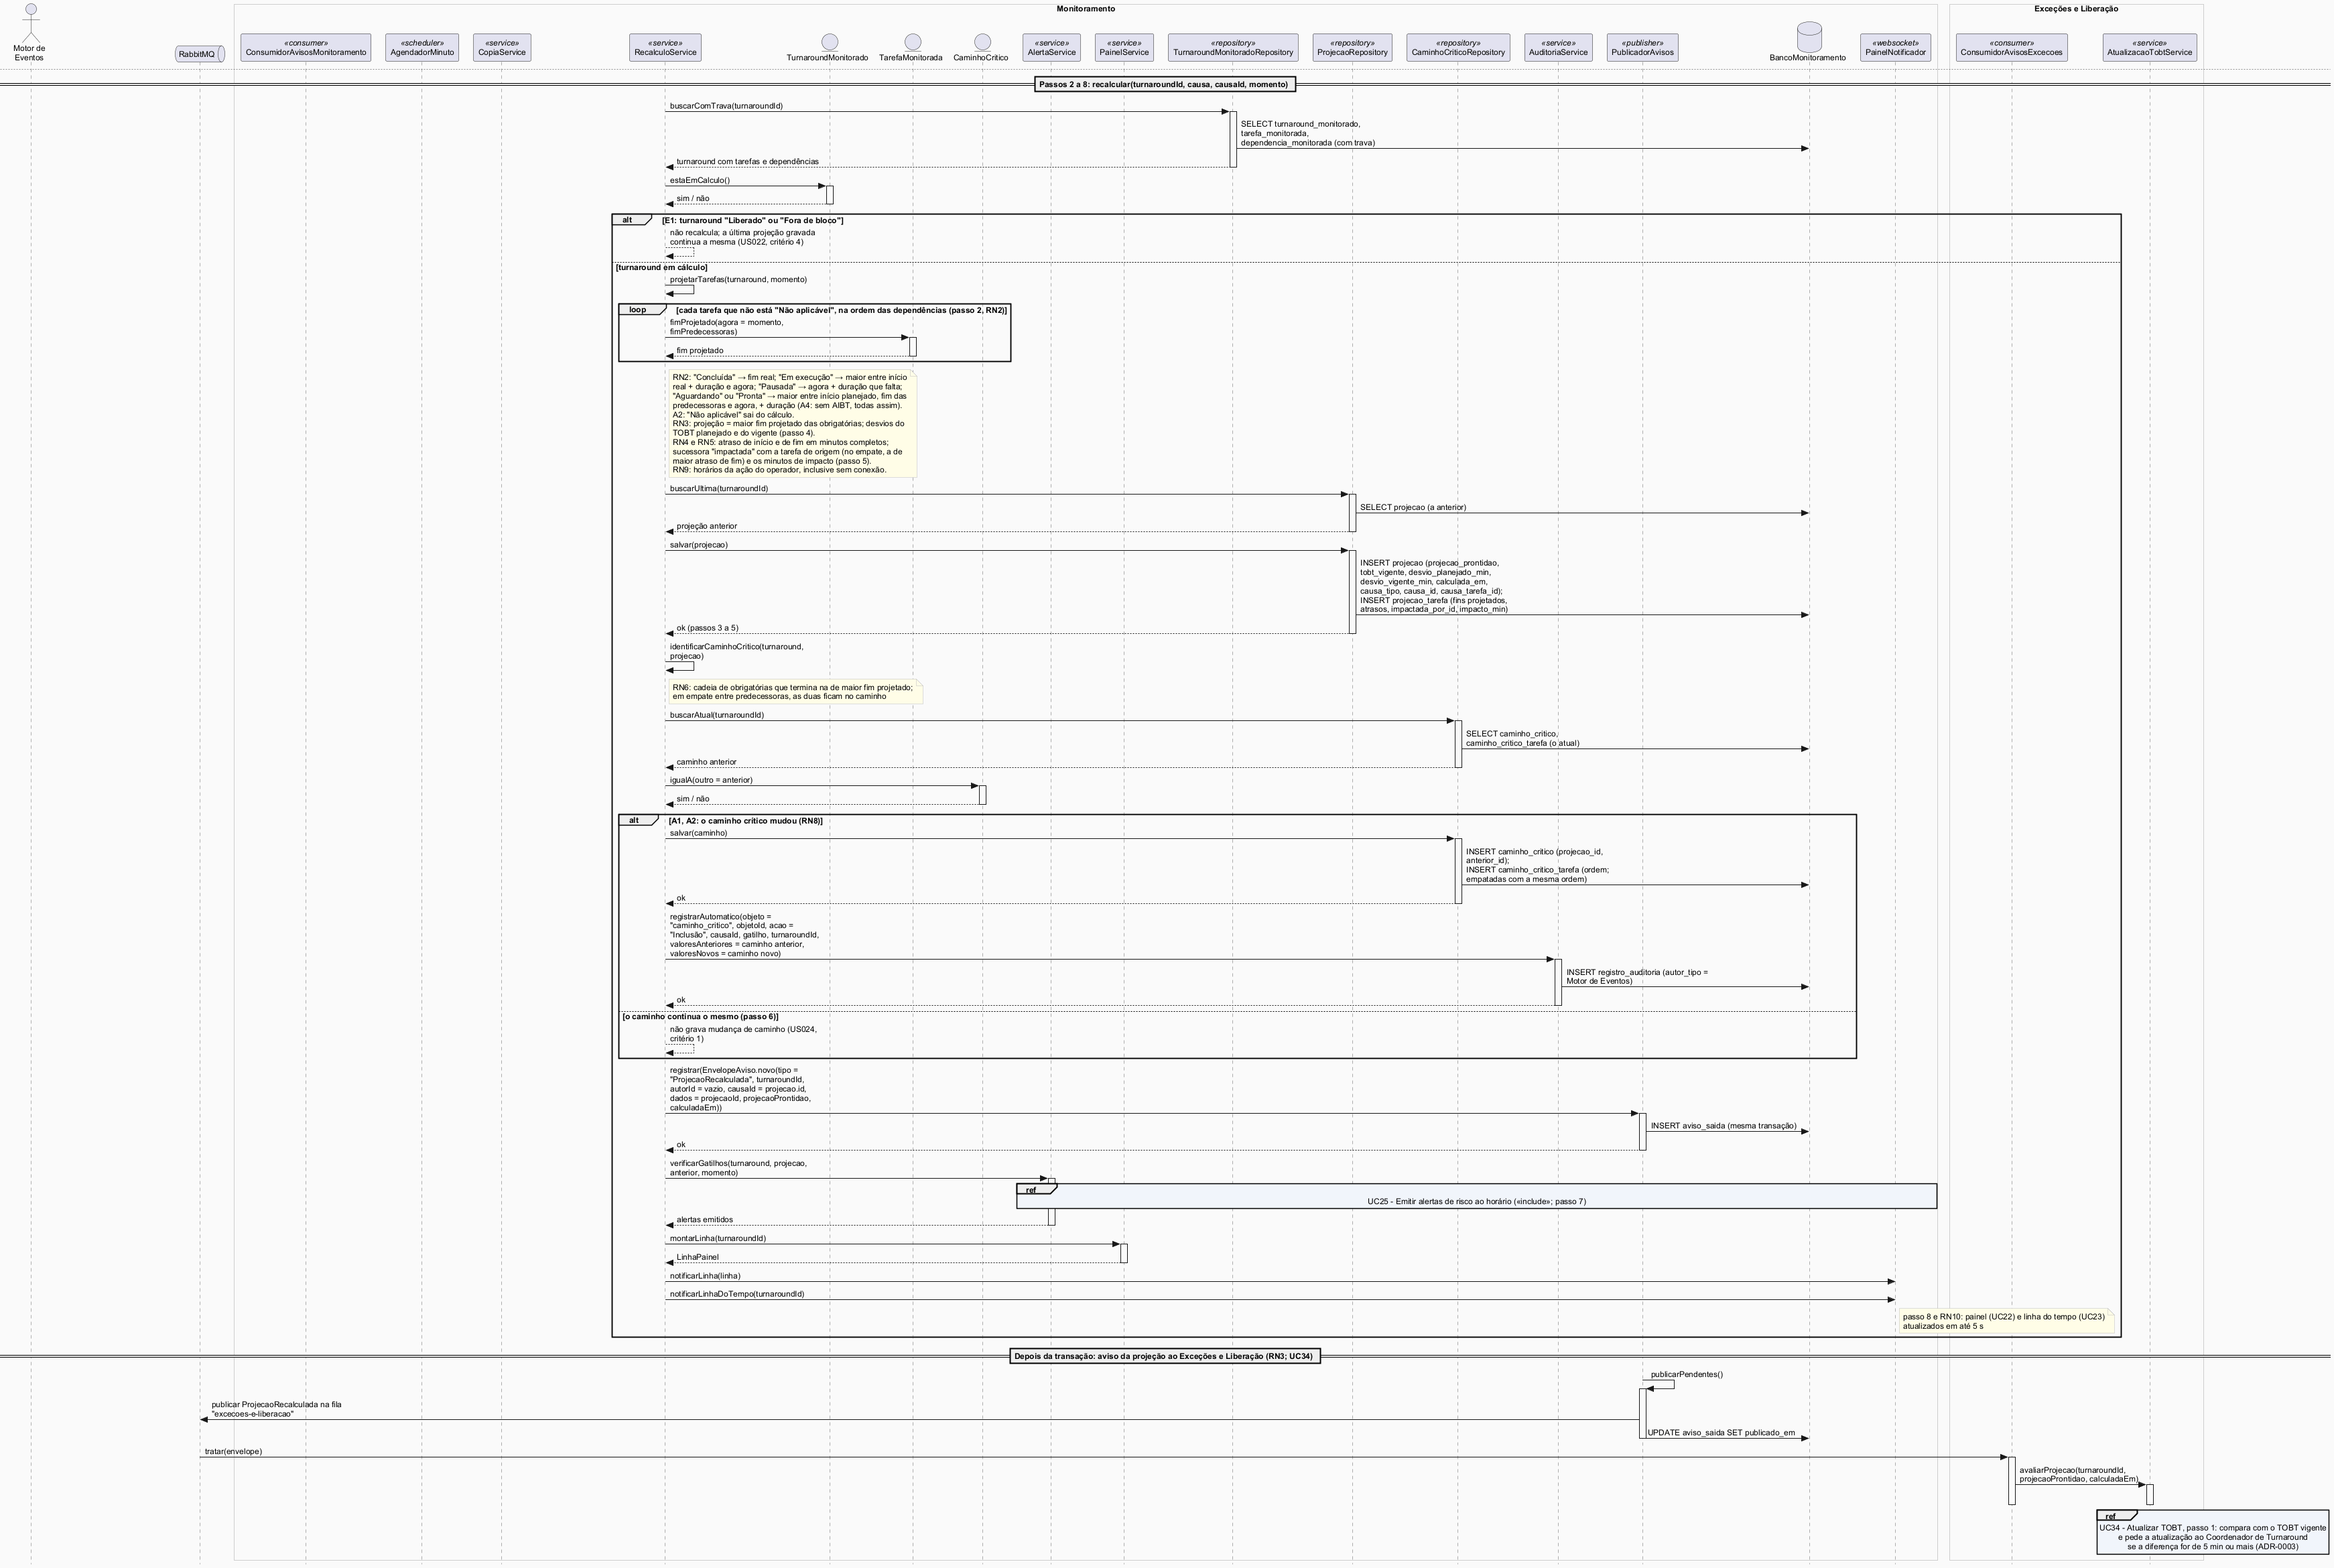 Monitoramento
Exceções e Liberação
Motor de
Eventos
RabbitMQ
«consumer»
ConsumidorAvisosMonitoramento
«scheduler»
AgendadorMinuto
«service»
CopiaService
«service»
RecalculoService
TurnaroundMonitorado
TarefaMonitorada
CaminhoCritico
«service»
AlertaService
«service»
PainelService
«repository»
TurnaroundMonitoradoRepository
«repository»
ProjecaoRepository
«repository»
CaminhoCriticoRepository
«service»
AuditoriaService
«publisher»
PublicadorAvisos
BancoMonitoramento
«websocket»
PainelNotificador
«consumer»
ConsumidorAvisosExcecoes
«service»
AtualizacaoTobtService
Passos 2 a 8: recalcular(turnaroundId, causa, causaId, momento)
buscarComTrava(turnaroundId)
SELECT turnaround_monitorado,
tarefa_monitorada,
dependencia_monitorada (com trava)
turnaround com tarefas e dependências
estaEmCalculo()
sim / não
alt
[E1: turnaround "Liberado" ou "Fora de bloco"]
não recalcula; a última projeção gravada
continua a mesma (US022, critério 4)
[turnaround em cálculo]
projetarTarefas(turnaround, momento)
loop
[cada tarefa que não está "Não aplicável", na ordem das dependências (passo 2, RN2)]
fimProjetado(agora = momento,
fimPredecessoras)
fim projetado
RN2: "Concluída" → fim real; "Em execução" → maior entre início
real + duração e agora; "Pausada" → agora + duração que falta;
"Aguardando" ou "Pronta" → maior entre início planejado, fim das
predecessoras e agora, + duração (A4: sem AIBT, todas assim).
A2: "Não aplicável" sai do cálculo.
RN3: projeção = maior fim projetado das obrigatórias; desvios do
TOBT planejado e do vigente (passo 4).
RN4 e RN5: atraso de início e de fim em minutos completos;
sucessora "impactada" com a tarefa de origem (no empate, a de
maior atraso de fim) e os minutos de impacto (passo 5).
RN9: horários da ação do operador, inclusive sem conexão.
buscarUltima(turnaroundId)
SELECT projecao (a anterior)
projeção anterior
salvar(projecao)
INSERT projecao (projecao_prontidao,
tobt_vigente, desvio_planejado_min,
desvio_vigente_min, calculada_em,
causa_tipo, causa_id, causa_tarefa_id);
INSERT projecao_tarefa (fins projetados,
atrasos, impactada_por_id, impacto_min)
ok (passos 3 a 5)
identificarCaminhoCritico(turnaround,
projecao)
RN6: cadeia de obrigatórias que termina na de maior fim projetado;
em empate entre predecessoras, as duas ficam no caminho
buscarAtual(turnaroundId)
SELECT caminho_critico,
caminho_critico_tarefa (o atual)
caminho anterior
igualA(outro = anterior)
sim / não
alt
[A1, A2: o caminho crítico mudou (RN8)]
salvar(caminho)
INSERT caminho_critico (projecao_id,
anterior_id);
INSERT caminho_critico_tarefa (ordem;
empatadas com a mesma ordem)
ok
registrarAutomatico(objeto =
"caminho_critico", objetoId, acao =
"Inclusão", causaId, gatilho, turnaroundId,
valoresAnteriores = caminho anterior,
valoresNovos = caminho novo)
INSERT registro_auditoria (autor_tipo =
Motor de Eventos)
ok
[o caminho continua o mesmo (passo 6)]
não grava mudança de caminho (US024,
critério 1)
registrar(EnvelopeAviso.novo(tipo =
"ProjecaoRecalculada", turnaroundId,
autorId = vazio, causaId = projecao.id,
dados = projecaoId, projecaoProntidao,
calculadaEm))
INSERT aviso_saida (mesma transação)
ok
verificarGatilhos(turnaround, projecao,
anterior, momento)
ref
UC25 - Emitir alertas de risco ao horário («include»; passo 7)
alertas emitidos
montarLinha(turnaroundId)
LinhaPainel
notificarLinha(linha)
notificarLinhaDoTempo(turnaroundId)
passo 8 e RN10: painel (UC22) e linha do tempo (UC23)
atualizados em até 5 s
Depois da transação: aviso da projeção ao Exceções e Liberação (RN3; UC34)
publicarPendentes()
publicar ProjecaoRecalculada na fila
"excecoes-e-liberacao"
UPDATE aviso_saida SET publicado_em
tratar(envelope)
avaliarProjecao(turnaroundId,
projecaoProntidao, calculadaEm)
ref
UC34 - Atualizar TOBT, passo 1: compara com o TOBT vigente
e pede a atualização ao Coordenador de Turnaround
se a diferença for de 5 min ou mais (ADR-0003)